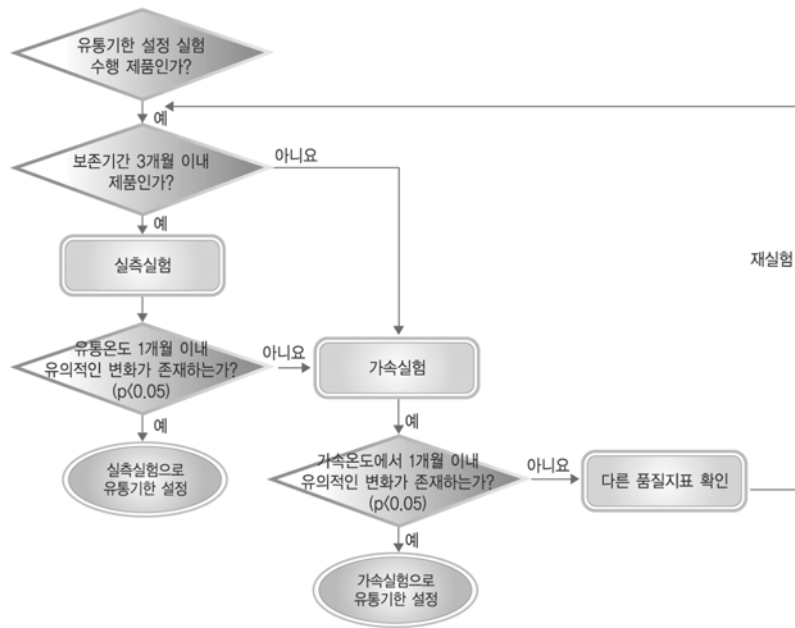 유통기한 설정 실험
수행 제품인가?
예
보존기간 3개월 이내
제품인가?
아니요
예
실측실험
재실험
유통온도 1개월 이내
유의적인 변화가 존재하는가?
(p<0.05)
아니요
가속실험
예
실측실험으로
유통기한 설정
가속온도에서 1개월 이내
유의적인 변화가 존재하는가?
(p<0.05)
아니요
다른 품질지표 확인
예
가속실험으로
유통기한 설정